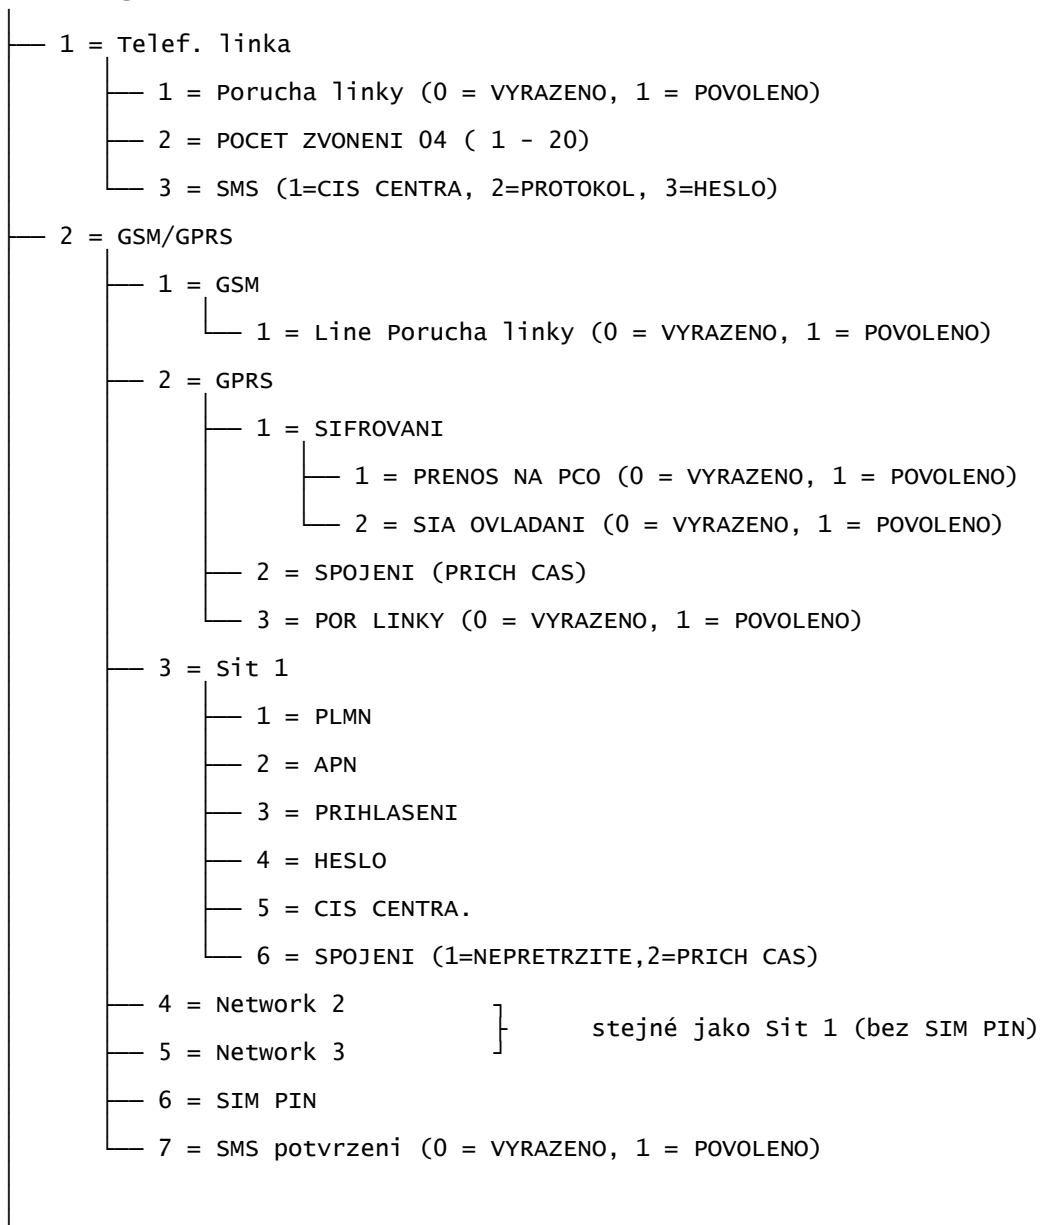 1 = Telef. linka
1 = Porucha linky (0 = VYRAZENO, 1 = POVOLENO)
2 = POCET ZVONENI 04 ( 1 - 20)
3 = SMS (1=CIS CENTRA, 2=PROTOKOL, 3=HESLO)
2 = GSM/GPRS
1 = GSM
1 = Line Porucha linky (0 = VYRAZENO, 1 = POVOLENO)
2 = GPRS
1 = SIFROVANI
1 = PRENOS NA PCO (0 = VYRAZENO, 1 = POVOLENO)
2 = SIA OVLADANI (0 = VYRAZENO, 1 = POVOLENO)
2 = SPOJENI (PRICH CAS)
3 = POR LINKY (0 = VYRAZENO, 1 = POVOLENO)
3 = Sit 1
1 = PLMN
2 = APN
3 = PRIHLASENI
4 = HESLO
5 = CIS CENTRA.
6 = SPOJENI (1=NEPRETRZITE,2=PRICH CAS)
4 = Network 2
stejné jako Sit 1 (bez SIM PIN)
5 = Network 3
6 = SIM PIN
7 = SMS potvrzeni (0 = VYRAZENO, 1 = POVOLENO)